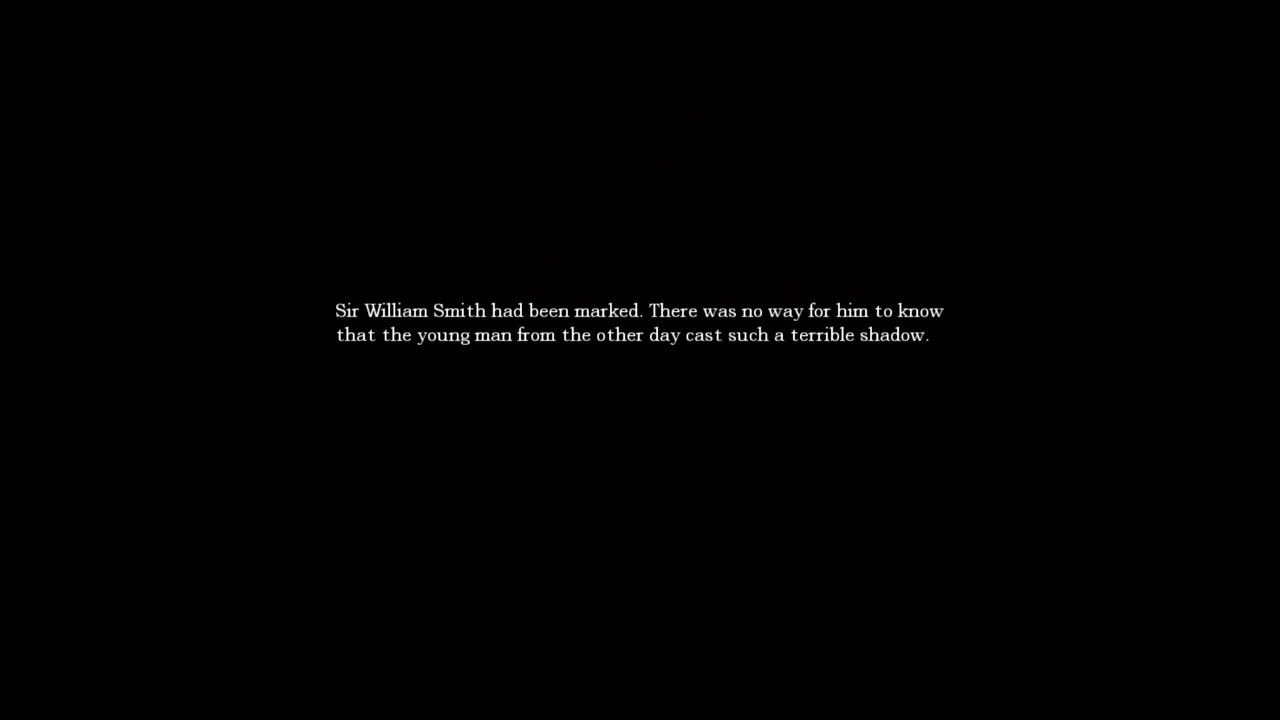 Sir William Smith had been marked. There was no way for him to know
that the young man from the other day cast such a terrible shadow.